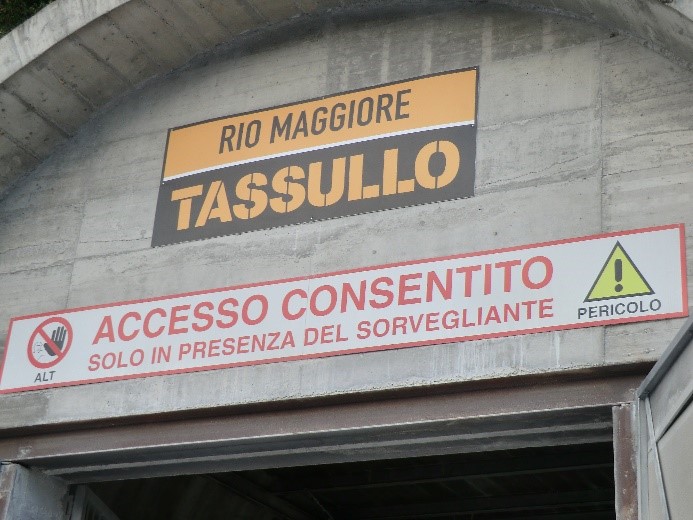 RIO MAGGIORE
TASSULLO
ACCESSO CONSENTITO
SOLO IN PRESENZA DEL SORVEGLIANTE
ALT
PERICOLO